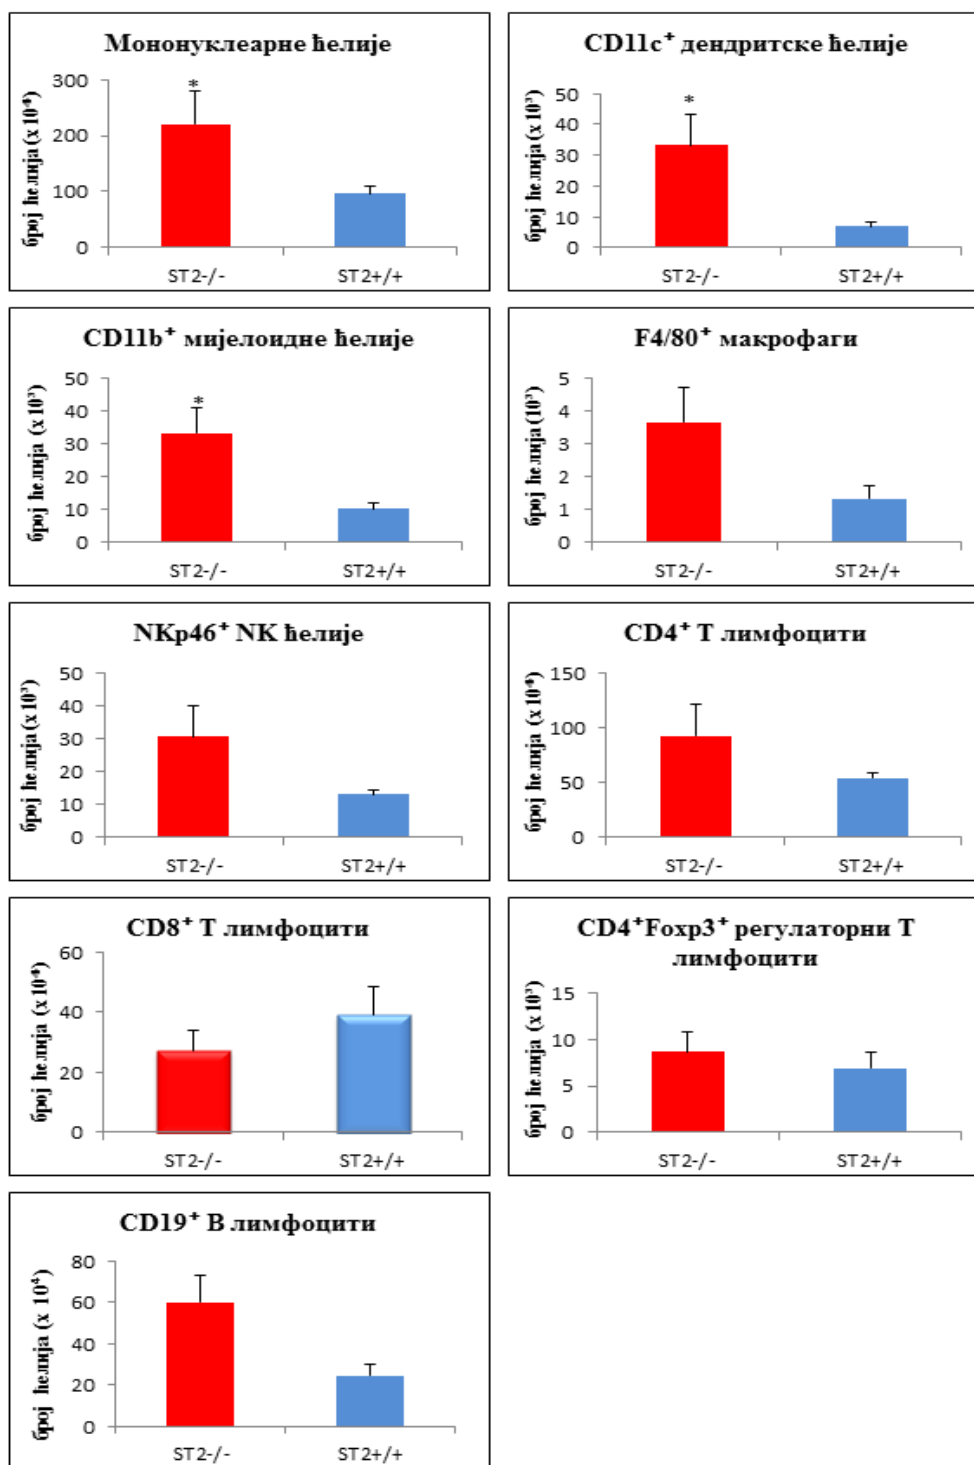 Мононуклеарне ћелије
број ћелија (x 10⁴)
300
200
100
0
*
ST2-/-
ST2+/+
CD11c⁺ дендритске ћелије
број ћелија (x 10³)
50
40
30
20
10
0
*
ST2-/-
ST2+/+
CD11b⁺ мијелоидне ћелије
број ћелија (x 10³)
50
40
30
20
10
0
*
ST2-/-
ST2+/+
F4/80⁺ макрофаги
број ћелија (10³)
5
4
3
2
1
0
ST2-/-
ST2+/+
NKp46⁺ NK ћелије
број ћелија (x 10³)
50
40
30
20
10
0
ST2-/-
ST2+/+
CD4⁺ Т лимфоцити
број ћелија (x 10⁴)
150
100
50
0
ST2-/-
ST2+/+
CD8⁺ Т лимфоцити
број ћелија (x 10⁴)
60
40
20
0
ST2-/-
ST2+/+
CD4⁺Foxp3⁺ регулаторни Т
лимфоцити
број ћелија (x 10³)
15
10
5
0
ST2-/-
ST2+/+
CD19⁺ В лимфоцити
број ћелија (x 10⁴)
80
60
40
20
0
ST2-/-
ST2+/+